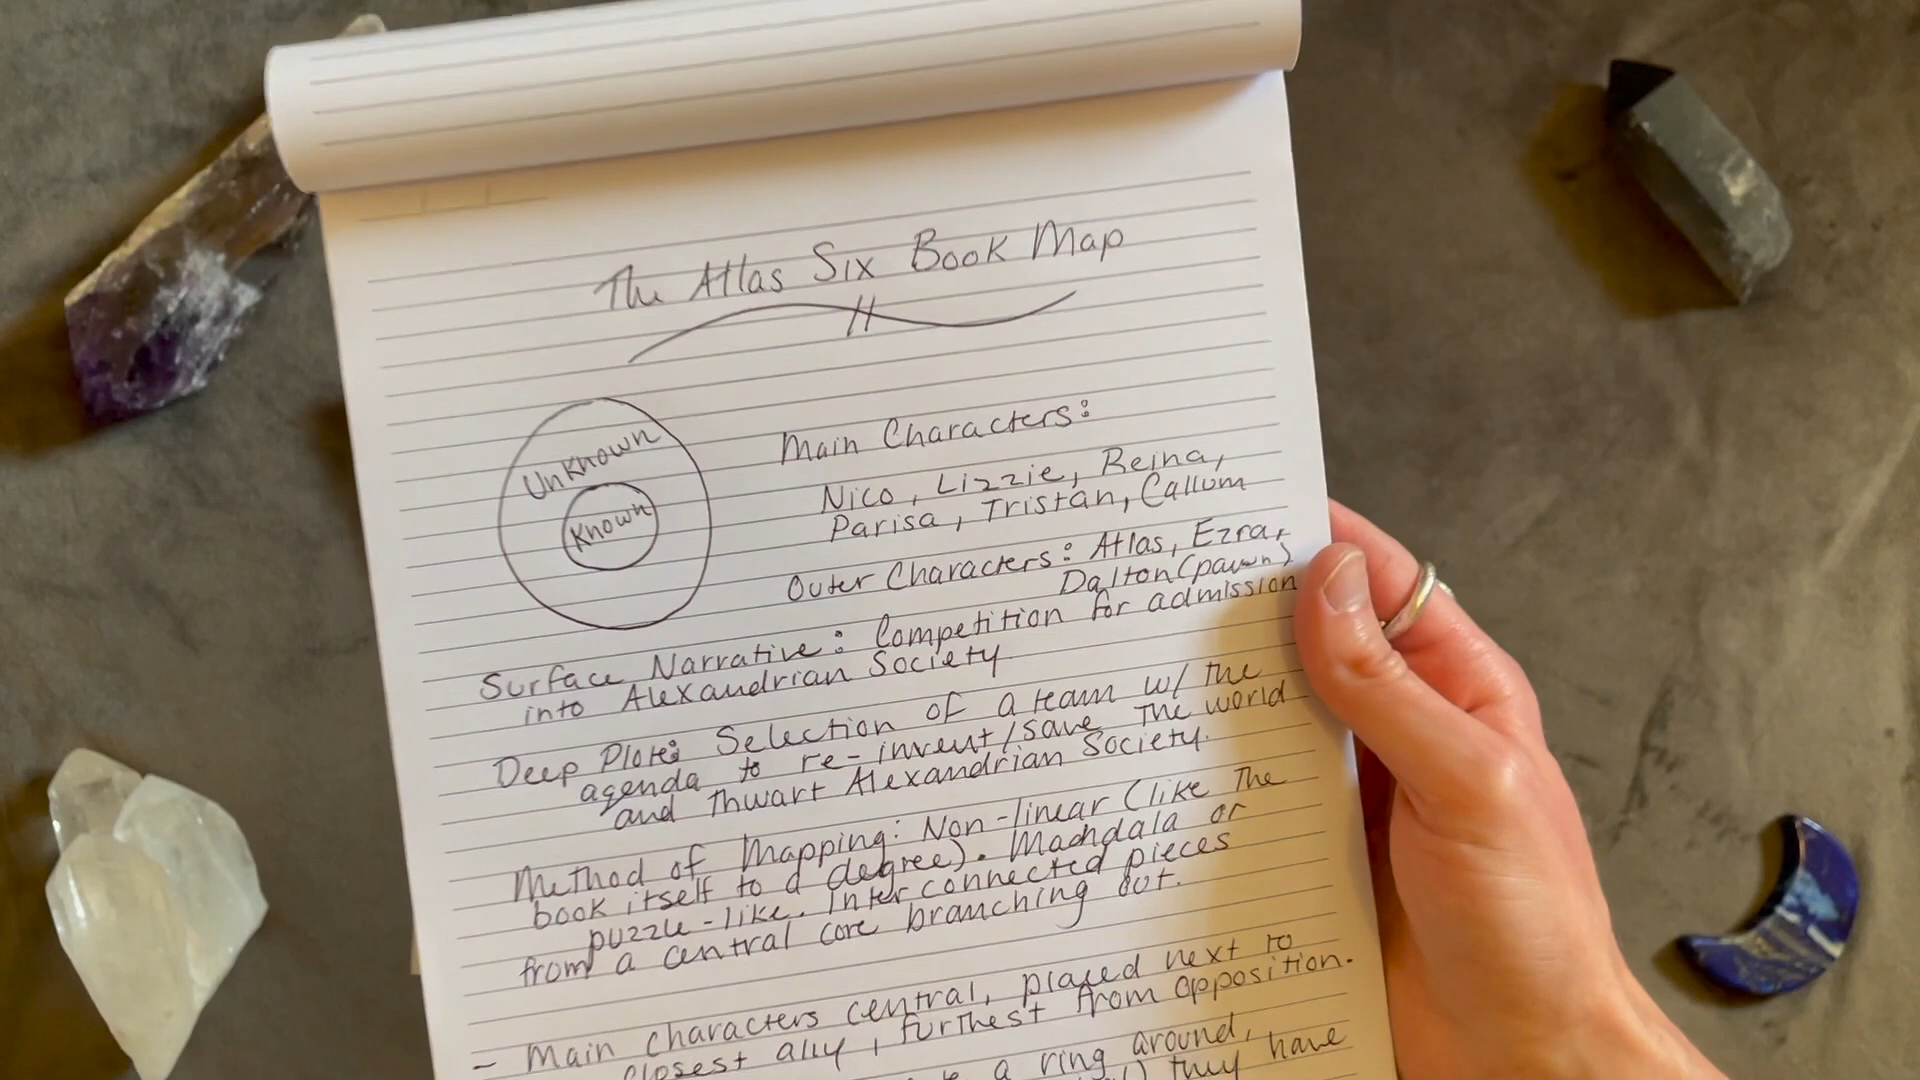 The Atlas Six Book Map
Unknown
Known
Main Characters:
Nico, Lizzie, Reina,
Parisa, Tristan, Callum
Outer Characters: Atlas, Ezra,
Dalton (pawn)
Surface Narrative: Competition for admission
into Alexandrian Society
Deep Plot: Selection of a team w/ the
agenda to re-invent/save the world
and Thwart Alexandrian Society.
Method of Mapping: Non-linear (like The
book itself to a degree). Mandala or
puzzle-like. Interconnected pieces
from a central core branching out.
- Main characters central, placed next to
closest ally, furthest from opposition.
a ring around,
they have